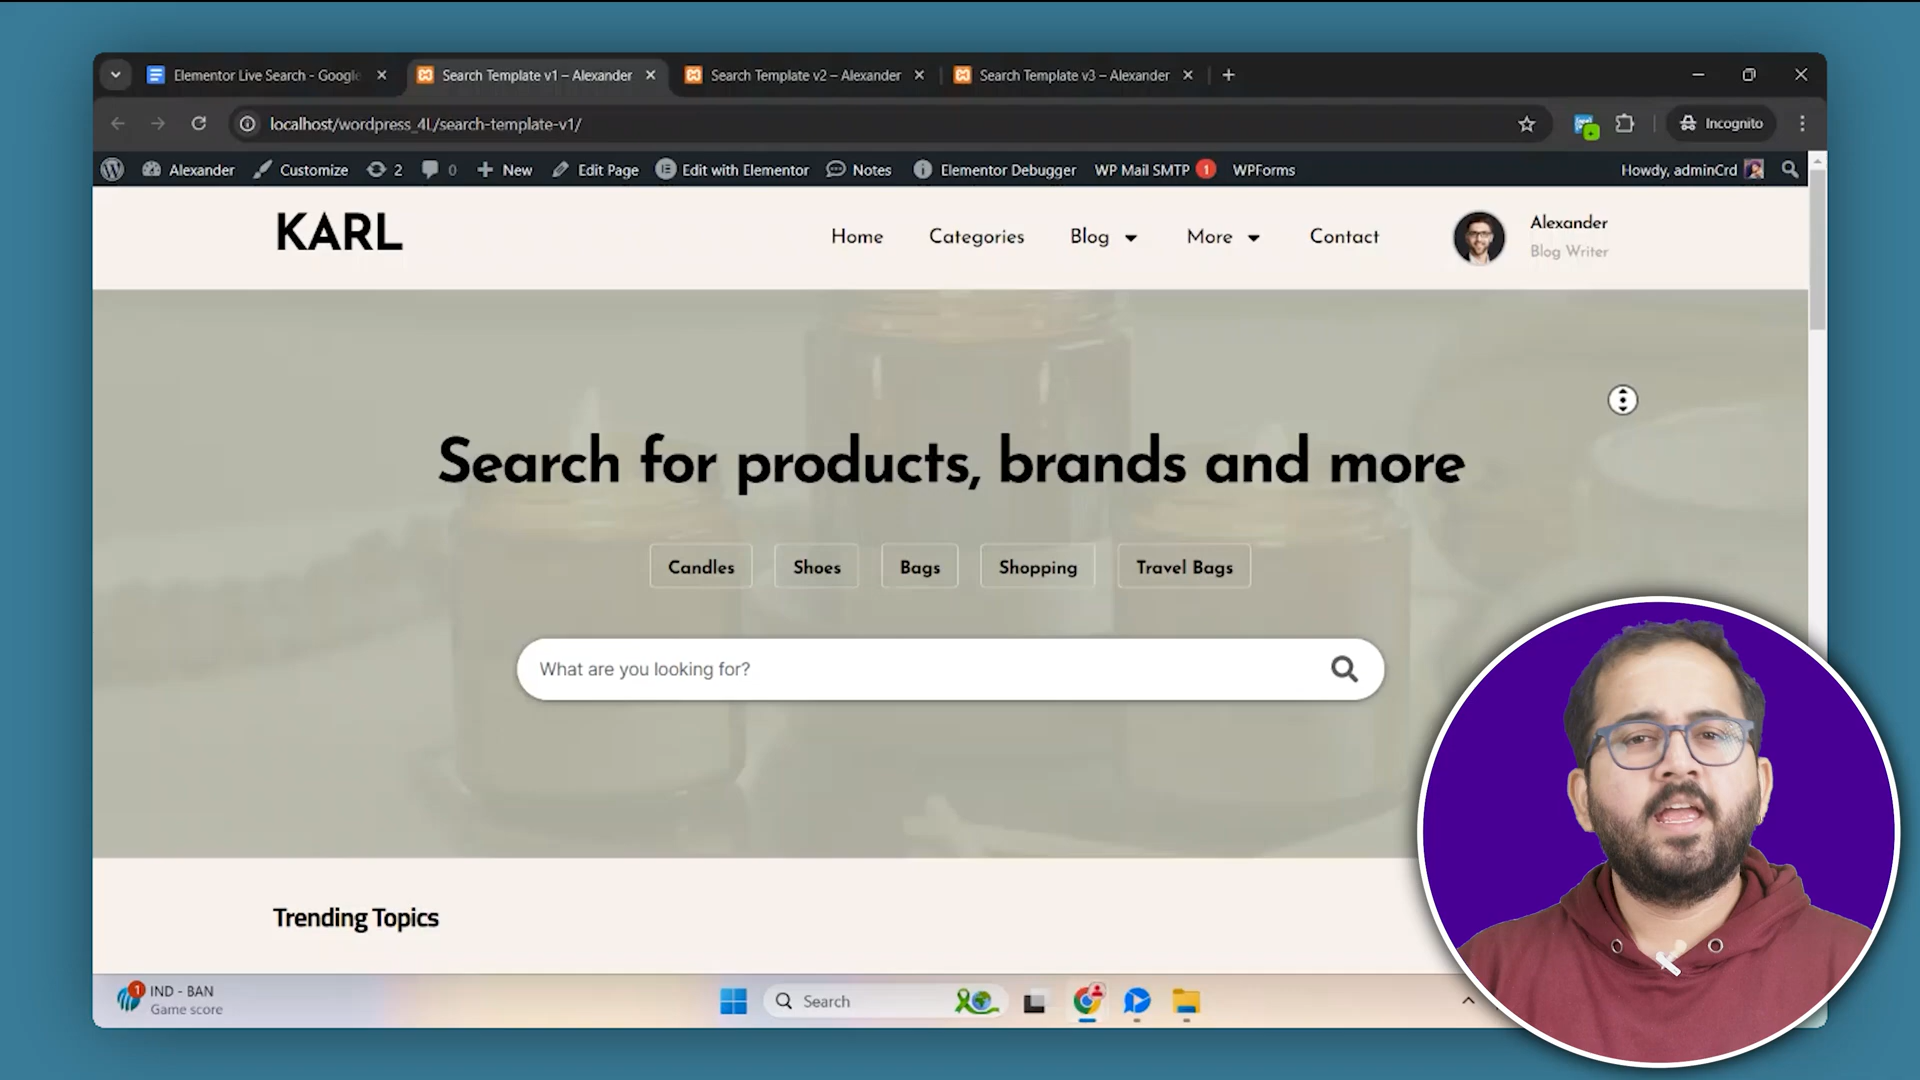 Elementor Live Search - Google
Search Template v1 – Alexander
Search Template v2 – Alexander
Search Template v3 – Alexander
localhost/wordpress_4L/search-template-v1/
Incognito
Alexander
Customize
2
0
New
Edit Page
Edit with Elementor
Notes
Elementor Debugger
WP Mail SMTP 1
WPForms
Howdy, adminCrd
KARL
Home
Categories
Blog
More
Contact
Alexander
Blog Writer
Search for products, brands and more
Candles
Shoes
Bags
Shopping
Travel Bags
What are you looking for?
Trending Topics
1
IND - BAN
Game score
Search